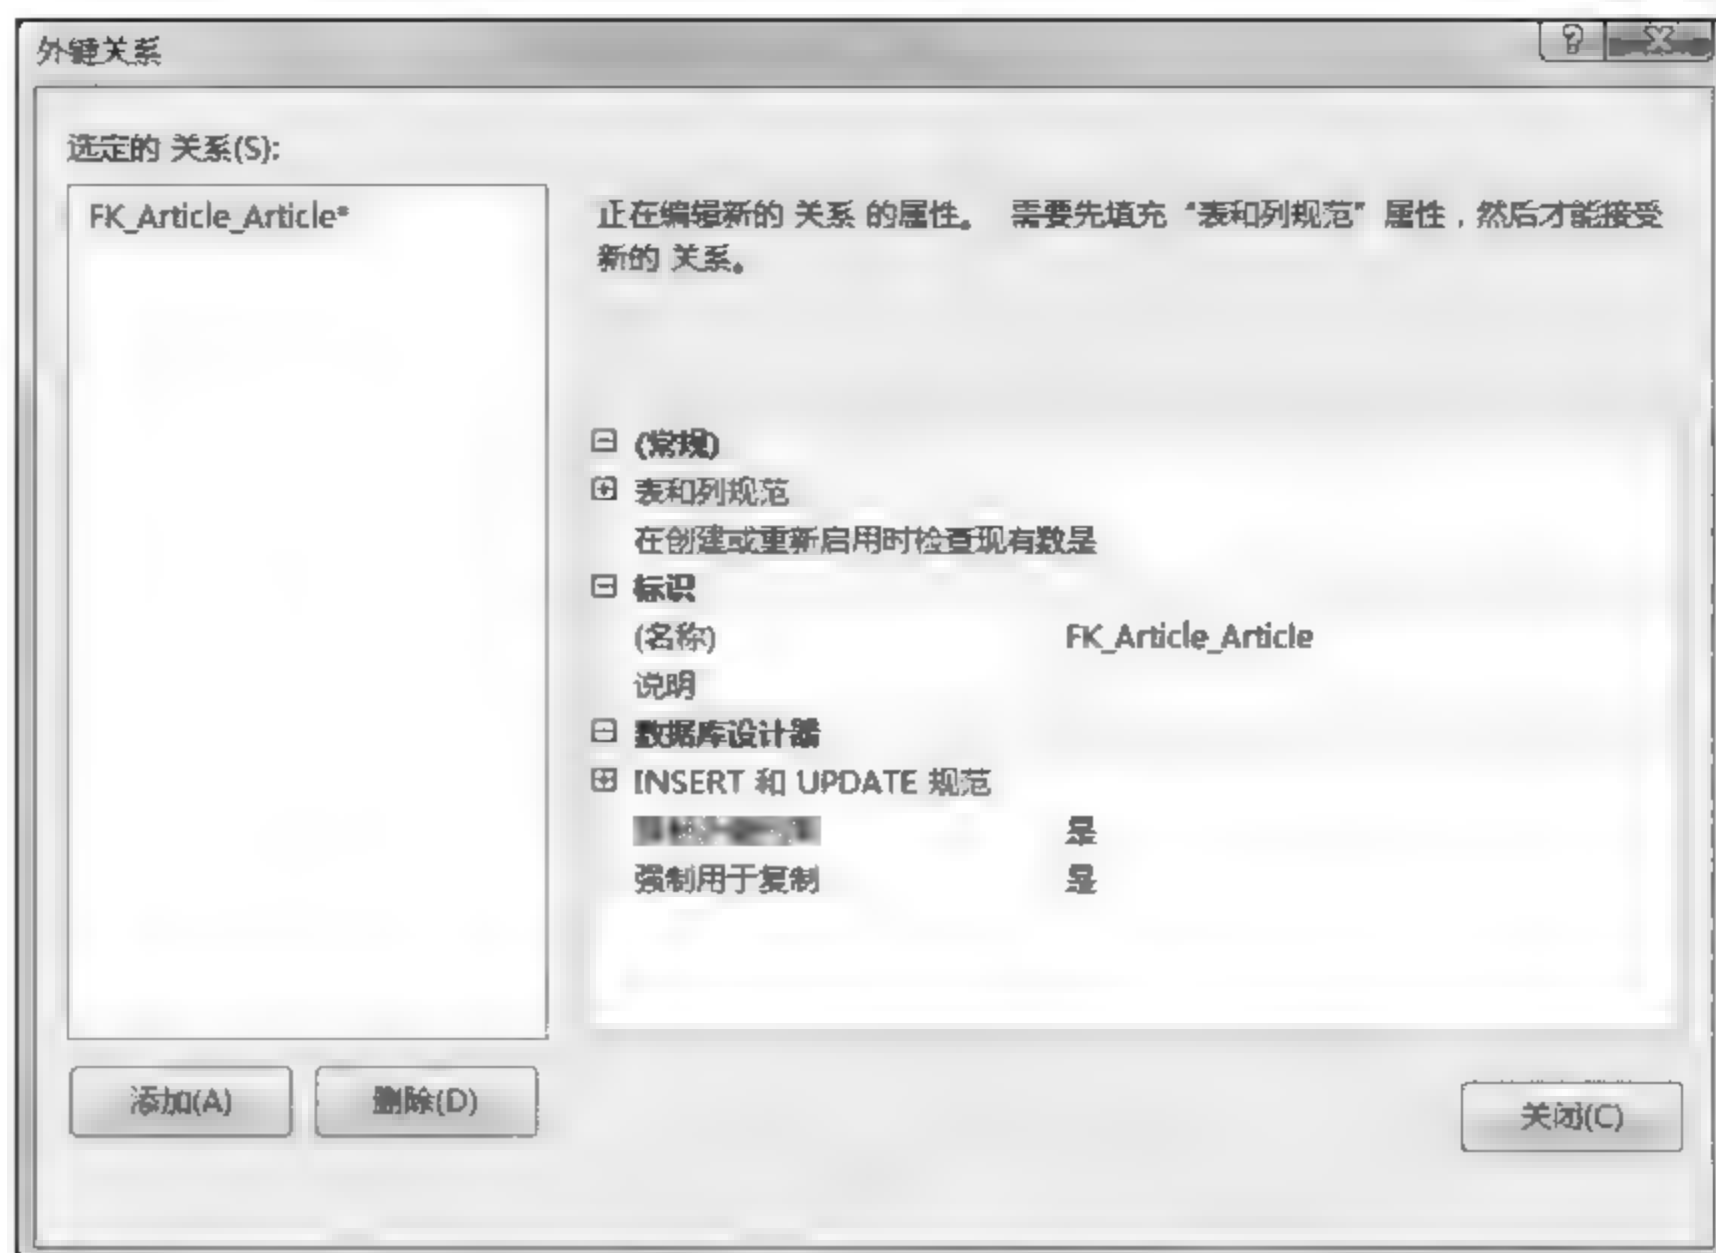 外键关系
选定的 关系(S):
FK_Article_Article*
正在编辑新的 关系 的属性。 需要先填充 “表和列规范” 属性，然后才能接受
新的 关系。
(常规)
表和列规范
在创建或重新启用时检查现有数是
标识
(名称) FK_Article_Article
说明
数据库设计器
INSERT 和 UPDATE 规范
是
强制用于复制 是
添加(A) 删除(D) 关闭(C)